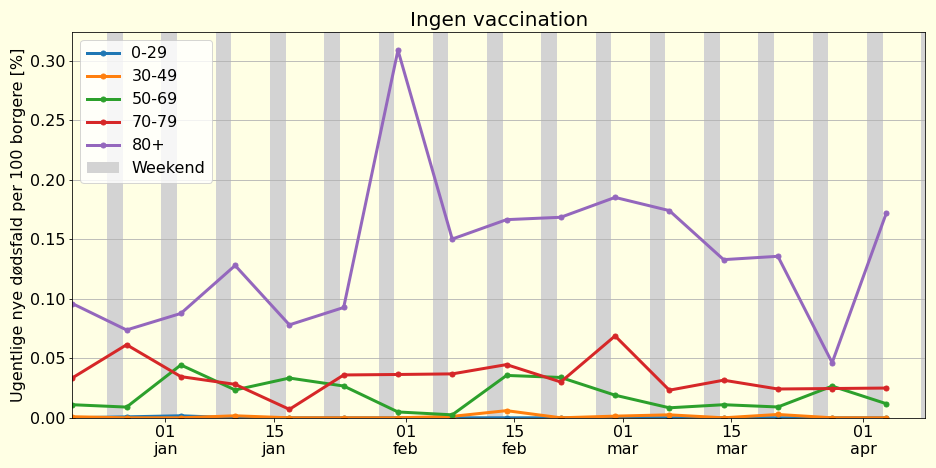 Ingen vaccination
Ugentlige nye dødsfald per 100 borgere [%]
0.30
0.25
0.20
0.15
0.10
0.05
0.00
0-29
30-49
50-69
70-79
80+
Weekend
01 15 01 15 01 15 01
jan jan feb feb mar mar apr